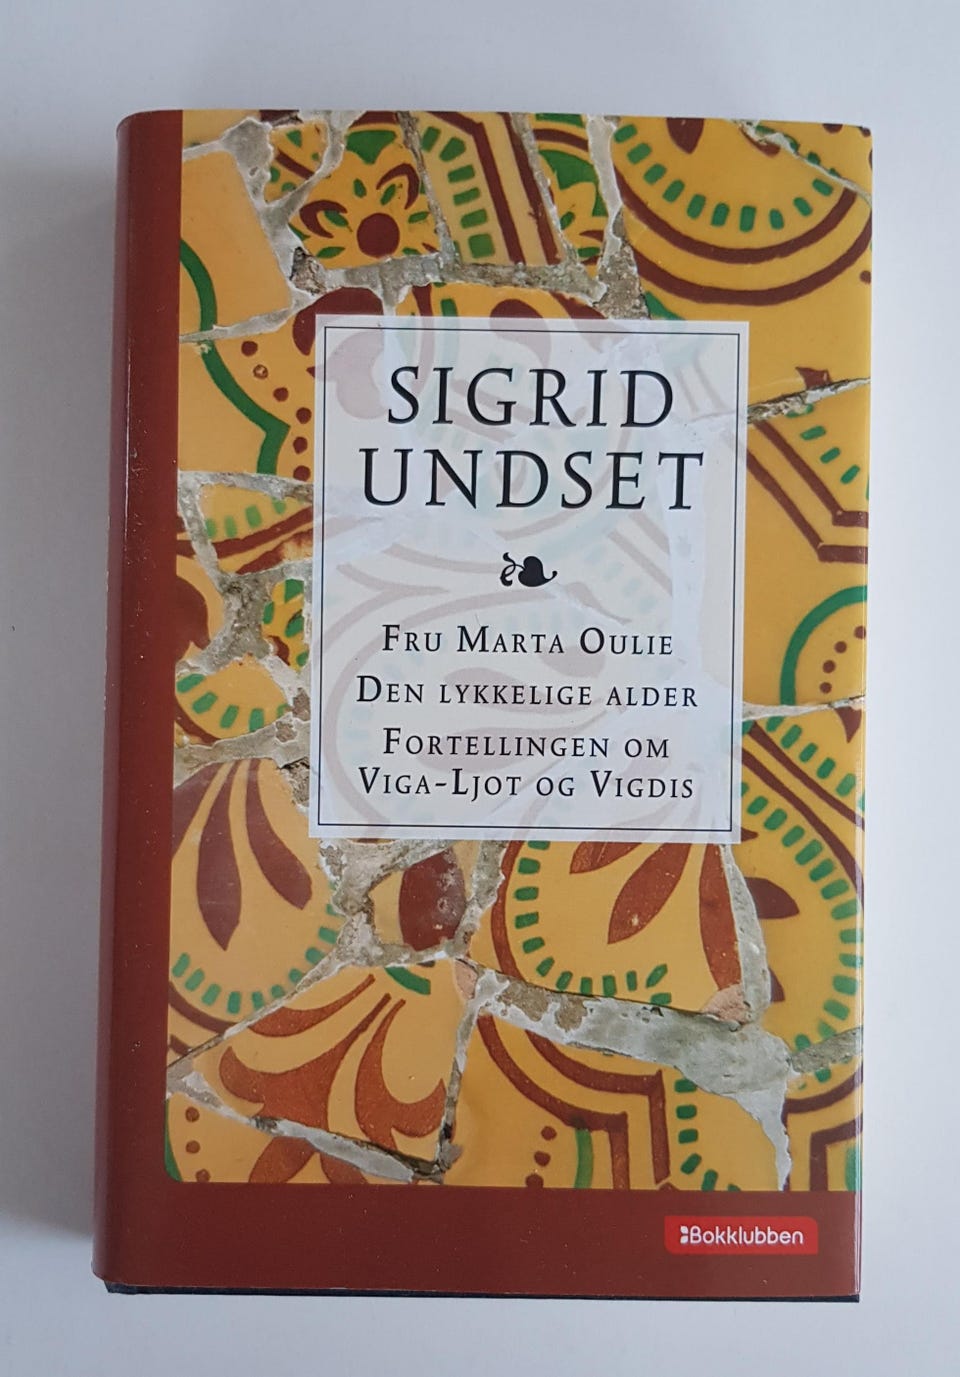 SIGRID
UNDSET
FRU MARTA OULIE
DEN LYKKELIGE ALDER
FORTELLINGEN OM
VIGA-LJOT OG VIGDIS
Bokklubben